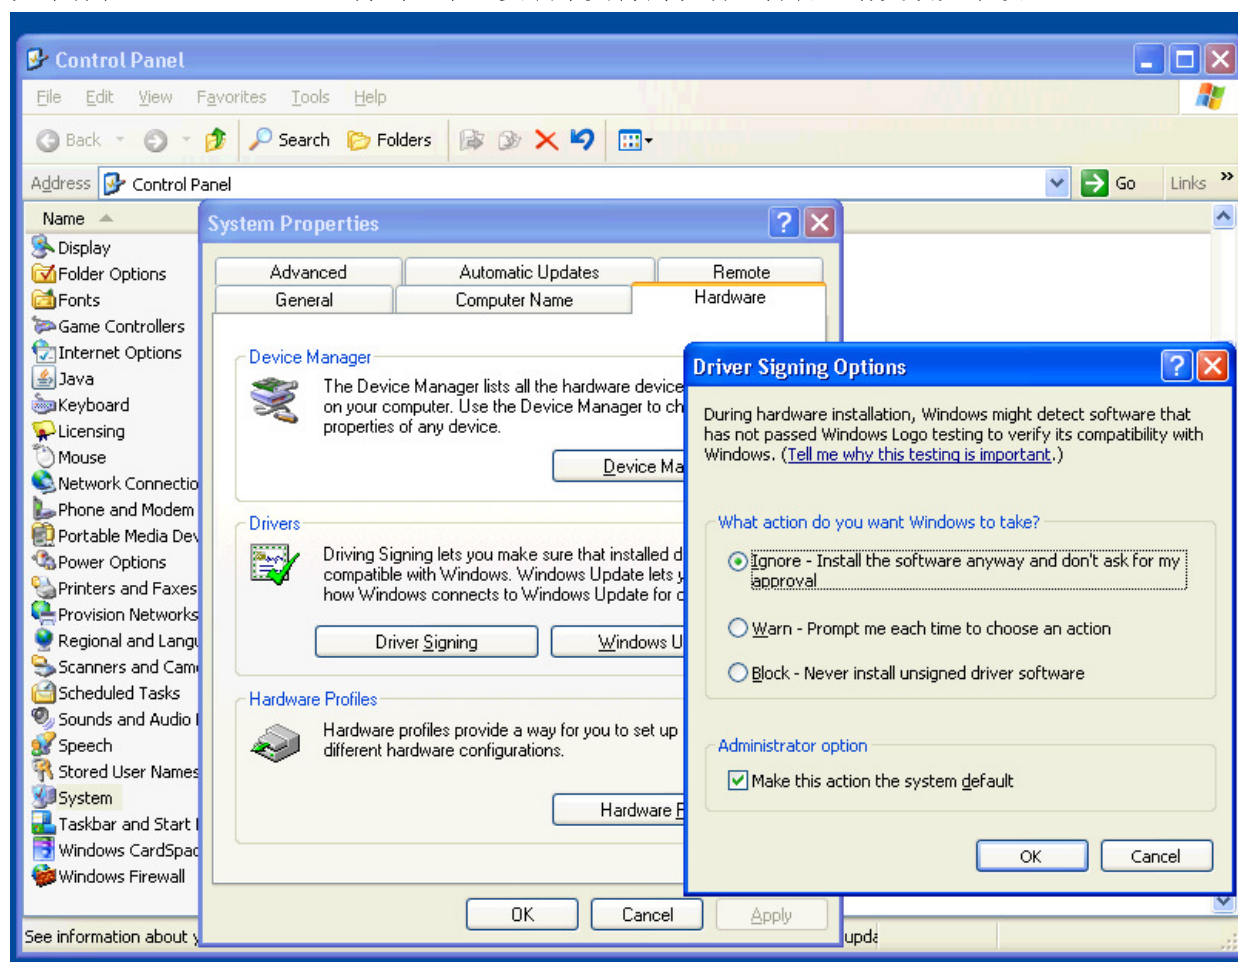 Control Panel
File Edit View Favorites Tools Help
Back Search Folders
Address Control Panel Go Links »
Name
Display
Folder Options
Fonts
Game Controllers
Internet Options
Java
Keyboard
Licensing
Mouse
Network Connectio
Phone and Modem
Portable Media Dev
Power Options
Printers and Faxes
Provision Networks
Regional and Langu
Scanners and Cam
Scheduled Tasks
Sounds and Audio
Speech
Stored User Names
System
Taskbar and Start
Windows CardSpac
Windows Firewall
See information about
System Properties
Advanced Automatic Updates Remote
General Computer Name Hardware
Device Manager
The Device Manager lists all the hardware device
on your computer. Use the Device Manager to ch
properties of any device.
Device Ma
Drivers
Driving Signing lets you make sure that installed d
compatible with Windows. Windows Update lets
how Windows connects to Windows Update for
Driver Signing Windows U
Hardware Profiles
Hardware profiles provide a way for you to set up
different hardware configurations.
Hardware
OK Cancel Apply
upda
Driver Signing Options
During hardware installation, Windows might detect software that
has not passed Windows Logo testing to verify its compatibility with
Windows. (Tell me why this testing is important.)
What action do you want Windows to take?
Ignore - Install the software anyway and don't ask for my
approval
Warn - Prompt me each time to choose an action
Block - Never install unsigned driver software
Administrator option
Make this action the system default
OK Cancel